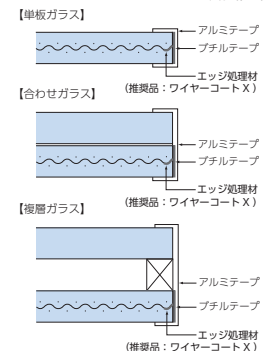 【単板ガラス】
アルミテープ
ブチルテープ
エッジ処理材
(推奨品：ワイヤーコートX)
【合わせガラス】
アルミテープ
ブチルテープ
エッジ処理材
(推奨品：ワイヤーコートX)
【複層ガラス】
アルミテープ
ブチルテープ
エッジ処理材
(推奨品：ワイヤーコートX)